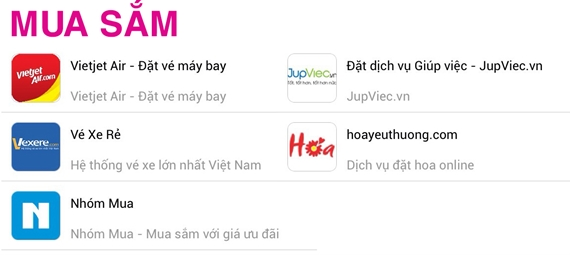 MUA SẮM
VietjetAir.com
Vietjet Air - Đặt vé máy bay
Vietjet Air - Đặt vé máy bay
JupViec.vn
Đặt dịch vụ Giúp việc - JupViec.vn
JupViec.vn
Vexere.com
Vé Xe Rẻ
Hệ thống vé xe lớn nhất Việt Nam
Hoa
hoayeuthuong.com
Dịch vụ đặt hoa online
N
Nhóm Mua
Nhóm Mua - Mua sắm với giá ưu đãi